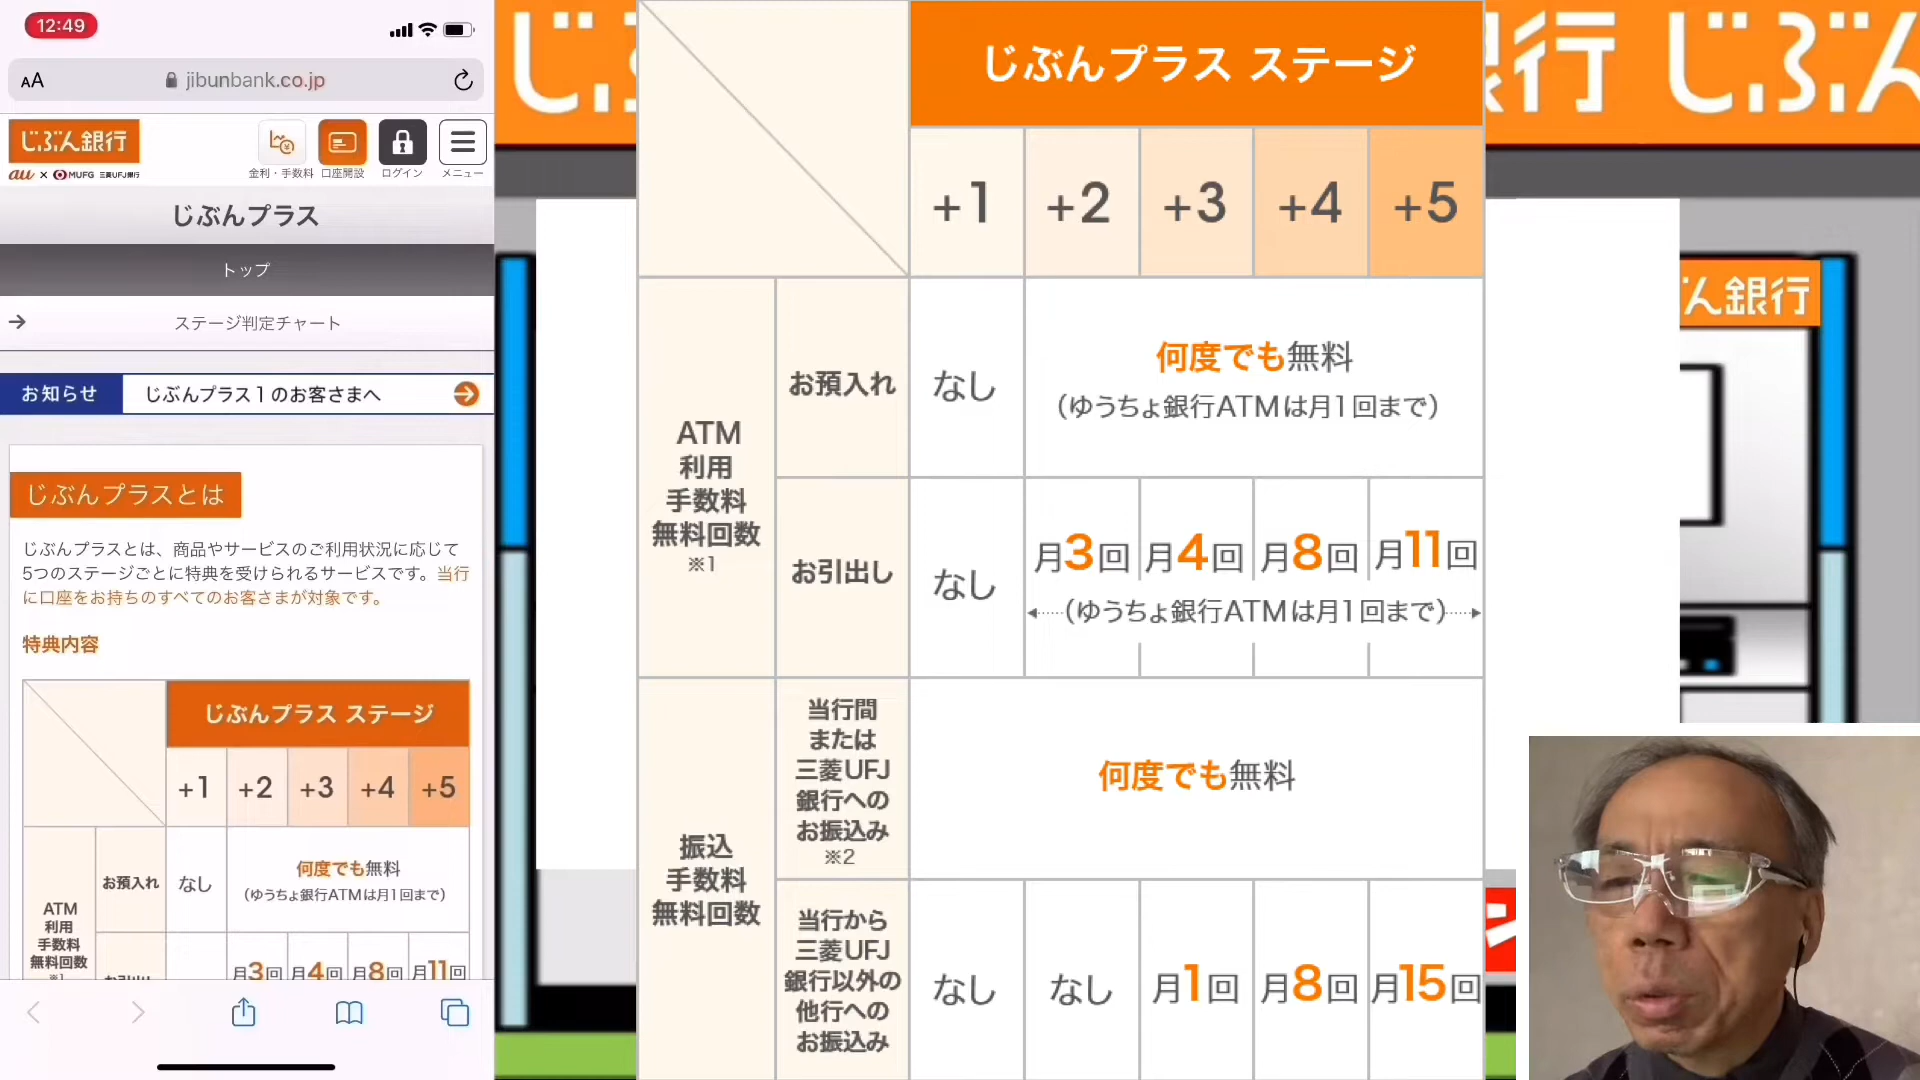 12:49
AA
jibunbank.co.jp
じぶん銀行
au × MUFG 三菱UFJ銀行
金利・手数料
口座開設
ログイン
メニュー
じぶんプラス
トップ
→
ステージ判定チャート
お知らせ
じぶんプラス1のお客さまへ
じぶんプラスとは
じぶんプラスとは、商品やサービスのご利用状況に応じて
5つのステージごとに特典を受けられるサービスです。当行
に口座をお持ちのすべてのお客さまが対象です。
特典内容
じぶんプラス ステージ
+1 +2 +3 +4 +5
ATM
利用
手数料
無料回数
※1
お預入れ
なし
何度でも無料
(ゆうちょ銀行ATMは月1回まで)
月3回 月4回 月8回 月11回
じぶんプラス ステージ
+1 +2 +3 +4 +5
ATM
利用
手数料
無料回数
※1
お預入れ
なし
何度でも無料
(ゆうちょ銀行ATMは月1回まで)
お引出し
なし
月3回 月4回 月8回 月11回
(ゆうちょ銀行ATMは月1回まで)
振込
手数料
無料回数
当行間
または
三菱UFJ
銀行への
お振込み
※2
何度でも無料
当行から
三菱UFJ
銀行以外の
他行への
お振込み
なし なし 月1回 月8回 月15回
じ
銀行 じぶん
ん銀行